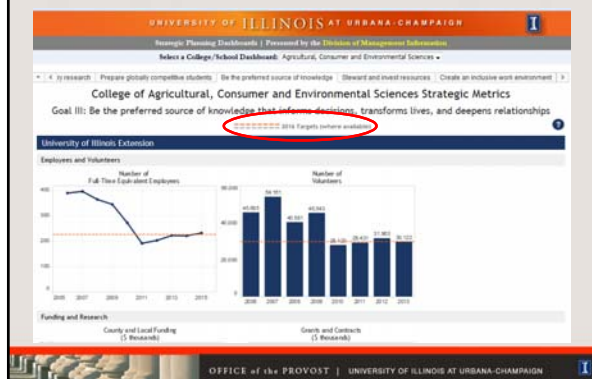 UNIVERSITY OF ILLINOIS AT URBANA-CHAMPAIGN
Strategic Planning Dashboards | Presented by the Division of Management Information
Select a College/School Dashboard: Agricultural, Consumer and Environmental Sciences
ry research Prepare globally competitive students Be the preferred source of knowledge Steward and invest resources Create an inclusive work environment
College of Agricultural, Consumer and Environmental Sciences Strategic Metrics
Goal III: Be the preferred source of knowledge that informs decisions, transforms lives, and deepens relationships
2016 Targets (where available)
?
University of Illinois Extension
Employees and Volunteers
Number of
Full-Time Equivalent Employees
400
300
200
100
0
2006 2007 2009 2011 2013 2015
Number of
Volunteers
40,000
20,000
0
2006 2007 2008 2009 2010 2011 2012 2013
Funding and Research
County and Local Funding
($ thousands)
Grants and Contracts
($ thousands)
OFFICE of the PROVOST | UNIVERSITY OF ILLINOIS AT URBANA-CHAMPAIGN
I